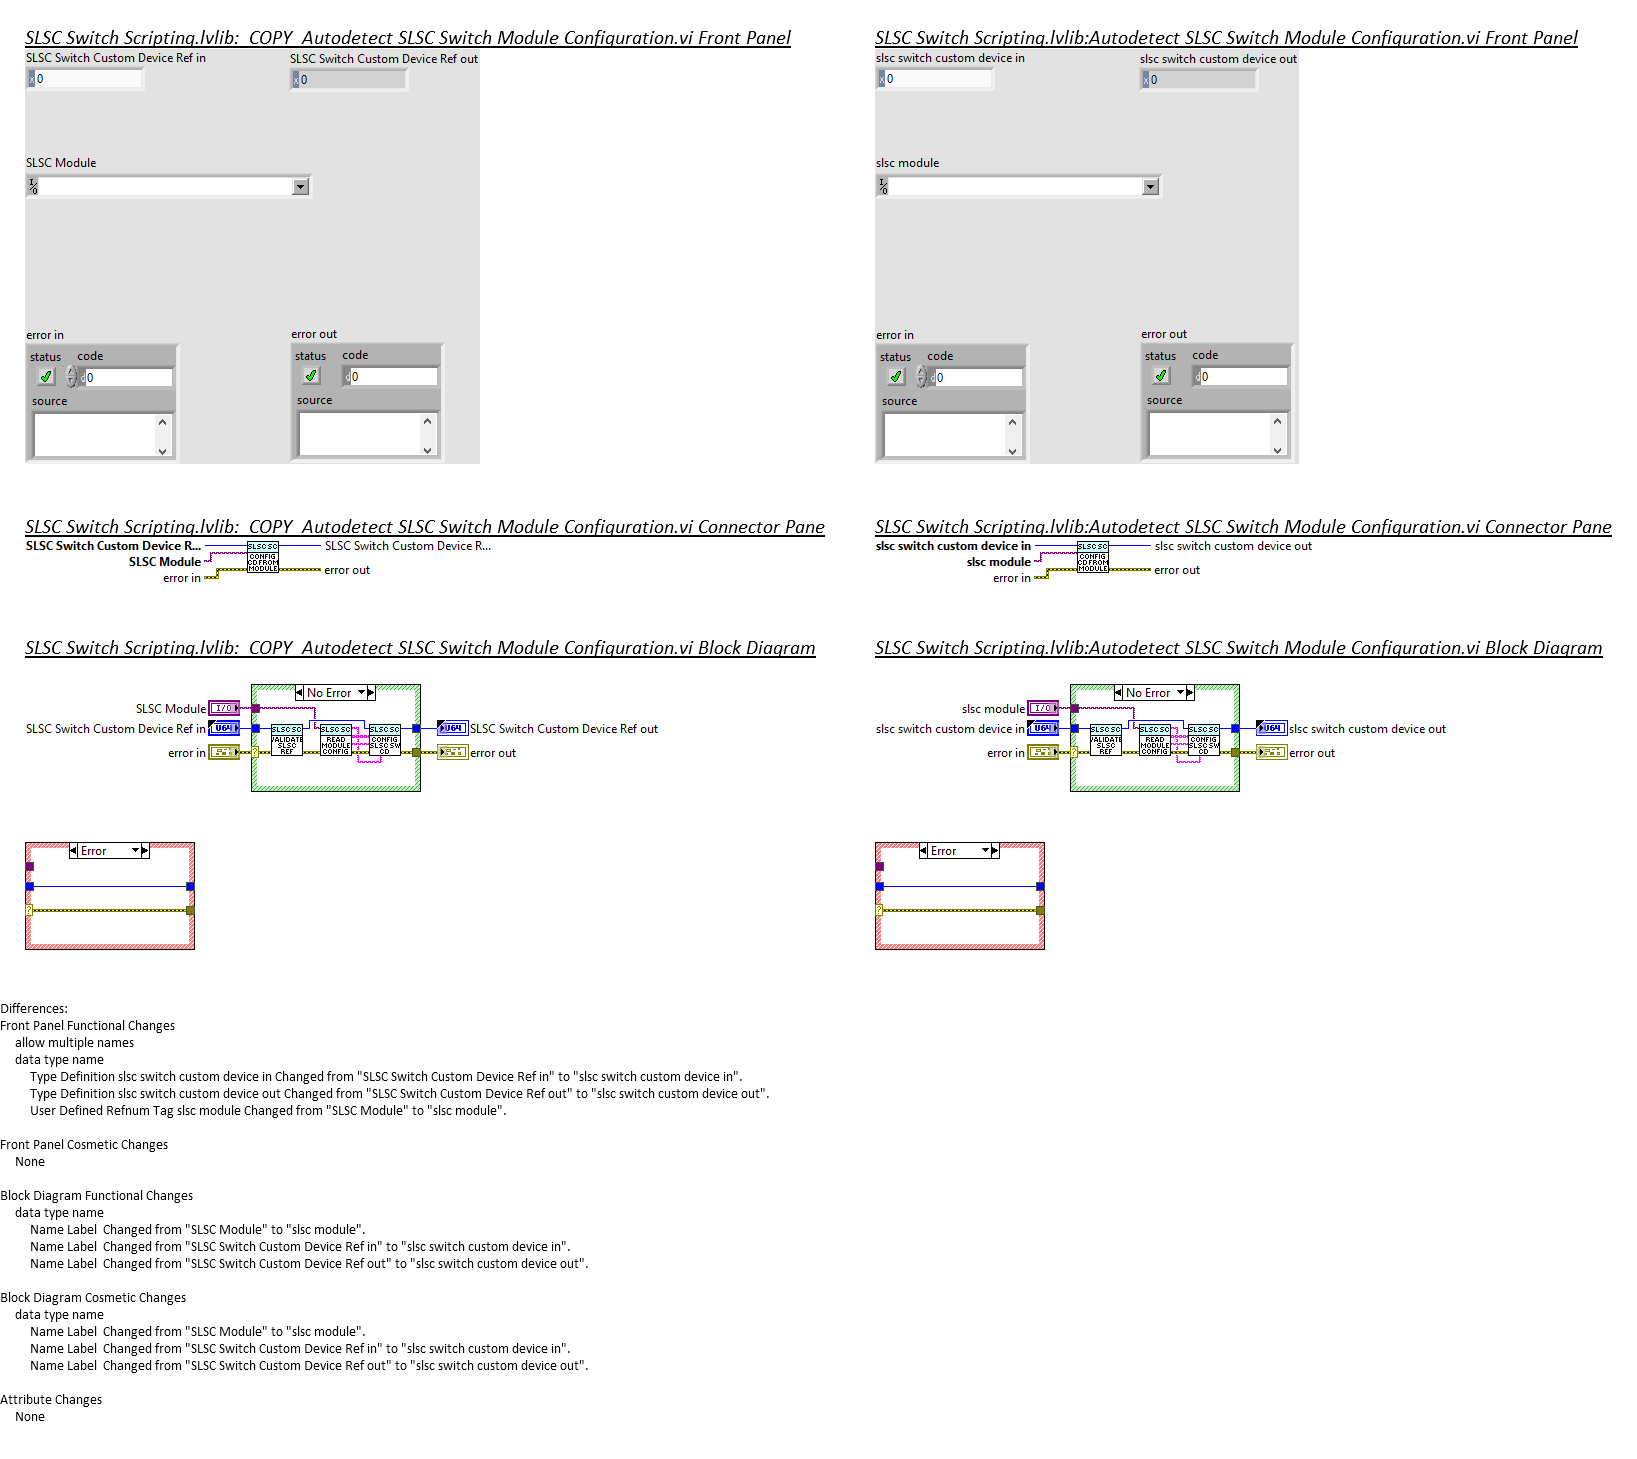 SLSC Switch Scripting.lvlib:  COPY  Autodetect SLSC Switch Module Configuration.vi Front Panel
SLSC Switch Custom Device Ref in
SLSC Switch Custom Device Ref out
x 0
x 0
SLSC Module
I/O
error in
error out
status code
status code
d 0
d 0
source
source
SLSC Switch Scripting.lvlib:Autodetect SLSC Switch Module Configuration.vi Front Panel
slsc switch custom device in
slsc switch custom device out
x 0
x 0
slsc module
I/O
error in
error out
status code
status code
d 0
d 0
source
source
SLSC Switch Scripting.lvlib:  COPY  Autodetect SLSC Switch Module Configuration.vi Connector Pane
SLSC Switch Custom Device R...
SLSC Module
error in
SLSC SC
CONFIG
CD FROM
MODULE
SLSC Switch Custom Device R...
error out
SLSC Switch Scripting.lvlib:Autodetect SLSC Switch Module Configuration.vi Connector Pane
slsc switch custom device in
slsc module
error in
SLSC SC
CONFIG
CD FROM
MODULE
slsc switch custom device out
error out
SLSC Switch Scripting.lvlib:  COPY  Autodetect SLSC Switch Module Configuration.vi Block Diagram
No Error
SLSC Module
I/O
SLSC Switch Custom Device Ref in
U64
error in
?
SLSC SC
VALIDATE
SLSC
REF
SLSC SC
READ
MODULE
CONFIG
SLSC SC
CONFIG
SLSC SW
CD
U64
SLSC Switch Custom Device Ref out
error out
Error
?
SLSC Switch Scripting.lvlib:Autodetect SLSC Switch Module Configuration.vi Block Diagram
No Error
slsc module
I/O
slsc switch custom device in
U64
error in
?
SLSC SC
VALIDATE
SLSC
REF
SLSC SC
READ
MODULE
CONFIG
SLSC SC
CONFIG
SLSC SW
CD
U64
slsc switch custom device out
error out
Error
?
Differences:
Front Panel Functional Changes
allow multiple names
data type name
Type Definition slsc switch custom device in Changed from "SLSC Switch Custom Device Ref in" to "slsc switch custom device in".
Type Definition slsc switch custom device out Changed from "SLSC Switch Custom Device Ref out" to "slsc switch custom device out".
User Defined Refnum Tag slsc module Changed from "SLSC Module" to "slsc module".
Front Panel Cosmetic Changes
None
Block Diagram Functional Changes
data type name
Name Label  Changed from "SLSC Module" to "slsc module".
Name Label  Changed from "SLSC Switch Custom Device Ref in" to "slsc switch custom device in".
Name Label  Changed from "SLSC Switch Custom Device Ref out" to "slsc switch custom device out".
Block Diagram Cosmetic Changes
data type name
Name Label  Changed from "SLSC Module" to "slsc module".
Name Label  Changed from "SLSC Switch Custom Device Ref in" to "slsc switch custom device in".
Name Label  Changed from "SLSC Switch Custom Device Ref out" to "slsc switch custom device out".
Attribute Changes
None